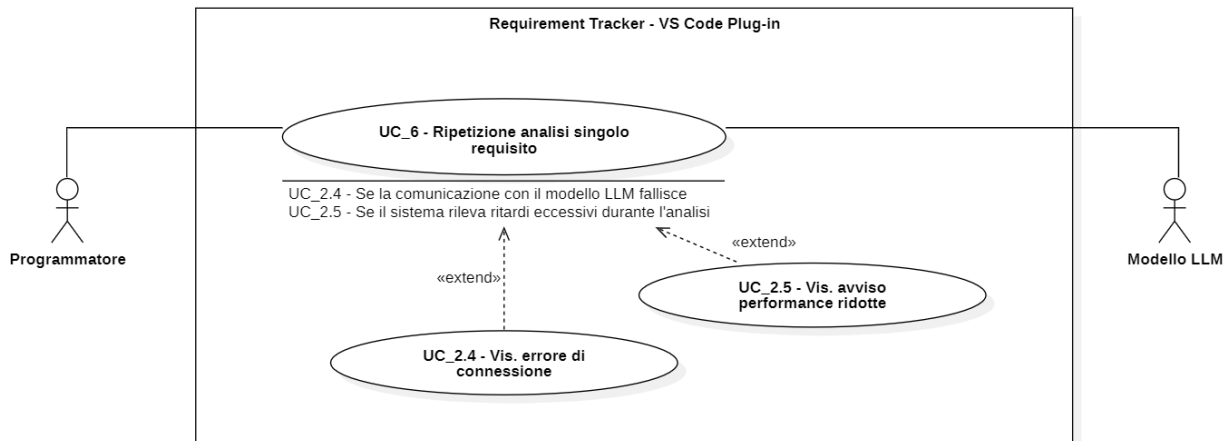 Requirement Tracker - VS Code Plug-in
UC_6 - Ripetizione analisi singolo
requisito
UC_2.4 - Se la comunicazione con il modello LLM fallisce
UC_2.5 - Se il sistema rileva ritardi eccessivi durante l'analisi
Programmatore
Modello LLM
«extend»
«extend»
UC_2.5 - Vis. avviso
performance ridotte
UC_2.4 - Vis. errore di
connessione